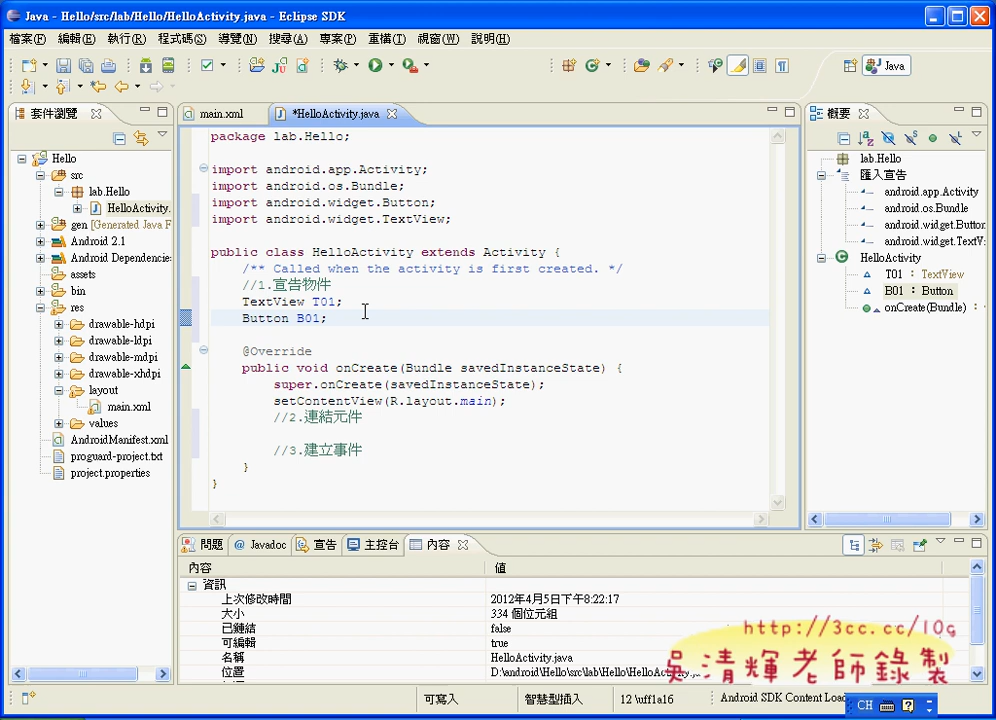 Java - Hello/src/lab/Hello/HelloActivity.java - Eclipse SDK
檔案(F) 編輯(E) 執行(R) 程式碼(S) 導覽(N) 搜尋(A) 專案(P) 重構(T) 視窗(W) 說明(H)
Java
套件瀏覽
main.xml
*HelloActivity.java
概要
Hello
src
lab.Hello
HelloActivity.
gen [Generated Java F
Android 2.1
Android Dependencie
assets
bin
res
drawable-hdpi
drawable-ldpi
drawable-mdpi
drawable-xhdpi
layout
main.xml
values
AndroidManifest.xml
proguard-project.txt
project.properties
package lab.Hello;
import android.app.Activity;
import android.os.Bundle;
import android.widget.Button;
import android.widget.TextView;
public class HelloActivity extends Activity {
/** Called when the activity is first created. */
//1.宣告物件
TextView T01;
Button B01;
@Override
public void onCreate(Bundle savedInstanceState) {
super.onCreate(savedInstanceState);
setContentView(R.layout.main);
//2.連結元件
//3.建立事件
}
}
lab.Hello
匯入宣告
android.app.Activity
android.os.Bundle
android.widget.Button
android.widget.TextV
HelloActivity
T01 : TextView
B01 : Button
onCreate(Bundle) :
問題 @ Javadoc 宣告 主控台 內容
內容 值
資訊
上次修改時間 2012年4月5日下午8:22:17
大小 334 個位元組
已鏈結 false
可編輯 true
名稱 HelloActivity.java
位置 D:\android\Hello\src\lab\Hello\HelloActivity.java
http://3cc.cc/10g
吳清輝老師錄製
可寫入 智慧型插入 12 \uff1a16 Android SDK Content Load
CH